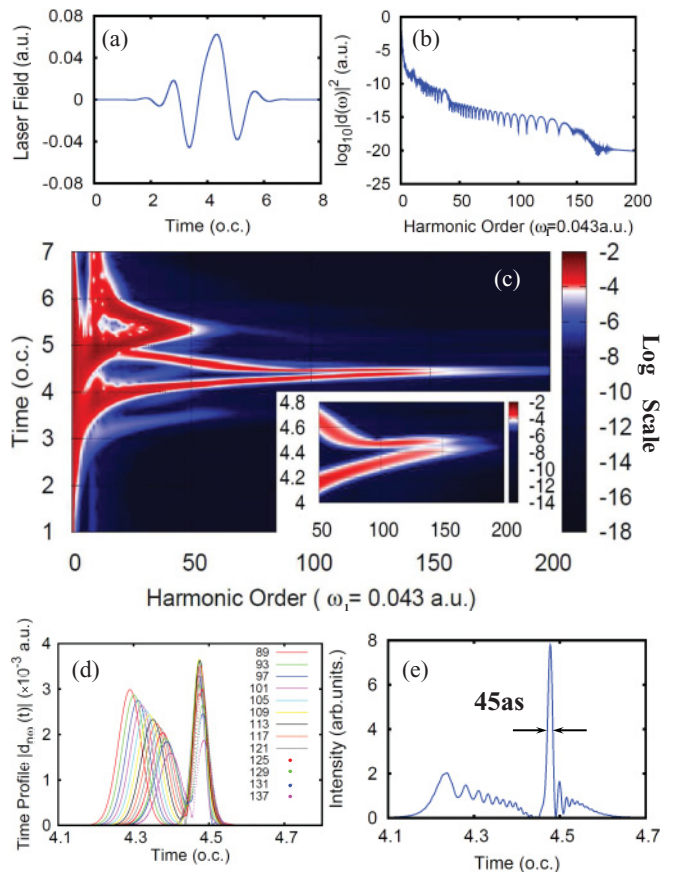 (a)
Laser Field (a.u.)
0.08
0.04
0
-0.04
-0.08
0 2 4 6 8
Time (o.c.)
(b)
log₁₀|d(ω)|² (a.u.)
0
-5
-10
-15
-20
-25
0 50 100 150 200
Harmonic Order (ωₗ=0.043a.u.)
(c)
Time (o.c.)
7
6
5
4
3
2
1
0 50 100 150 200
Harmonic Order ( ωₗ= 0.043 a.u.)
4.8
4.6
4.4
4.2
4
50 100 150 200
-2
-4
-6
-8
-10
-12
-14
-2
-4
-6
-8
-10
-12
-14
-16
-18
Log Scale
(d)
Time Profile |dₙω (t)| (×10⁻³ a.u.)
4
3
2
1
0
4.1 4.3 4.5 4.7
Time (o.c.)
89
93
97
101
105
109
113
117
121
125
129
131
137
(e)
Intensity (arb.units.)
8
6
4
2
0
45as
4.1 4.3 4.5 4.7
Time (o.c.)